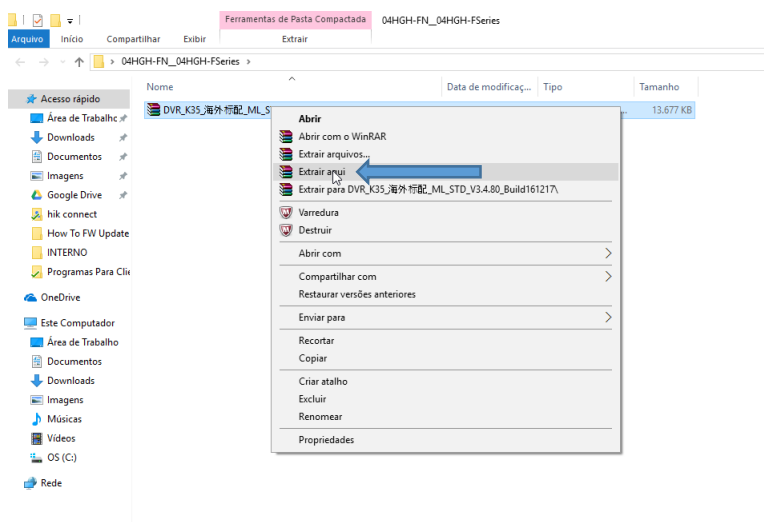 Ferramentas de Pasta Compactada
04HGH-FN__04HGH-FSeries
Arquivo
Início
Compartilhar
Exibir
Extrair
04HGH-FN__04HGH-FSeries
Nome
Data de modificaç...
Tipo
Tamanho
DVR_K35_海外标配_ML_S
13.677 KB
Acesso rápido
Área de Trabalhc
Downloads
Documentos
Imagens
Google Drive
hik connect
How To FW Update
INTERNO
Programas Para Clie
OneDrive
Este Computador
Área de Trabalho
Documentos
Downloads
Imagens
Músicas
Vídeos
OS (C:)
Rede
Abrir
Abrir com o WinRAR
Extrair arquivos...
Extrair aqui
Extrair para DVR_K35_海外标配_ML_STD_V3.4.80_Build161217\
Varredura
Destruir
Abrir com
Compartilhar com
Restaurar versões anteriores
Enviar para
Recortar
Copiar
Criar atalho
Excluir
Renomear
Propriedades